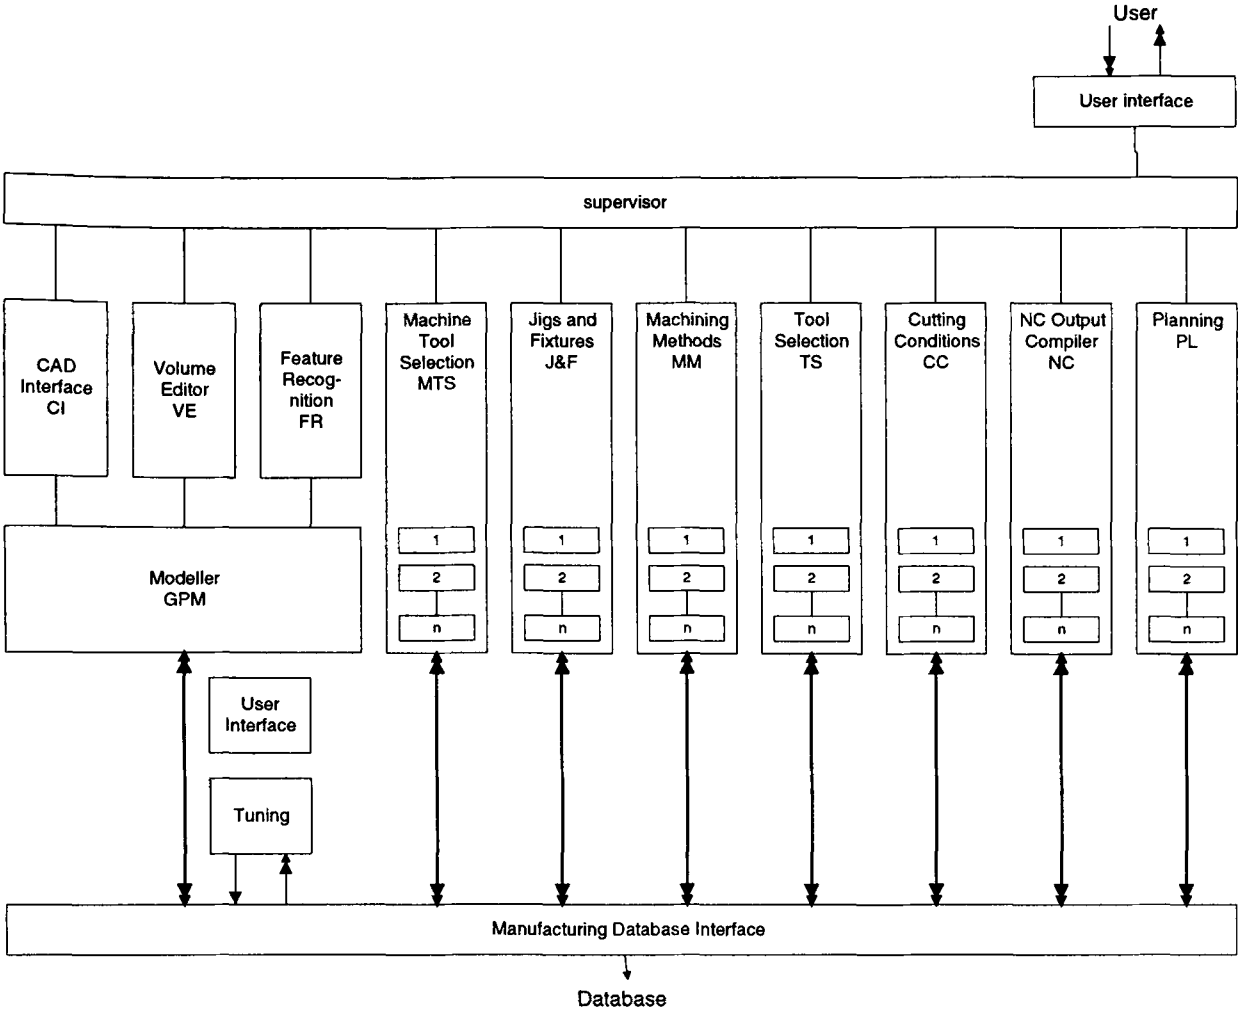 User
User interface
supervisor
CAD
Interface
CI
Volume
Editor
VE
Feature
Recog-
nition
FR
Machine
Tool
Selection
MTS
Jigs and
Fixtures
J&F
Machining
Methods
MM
Tool
Selection
TS
Cutting
Conditions
CC
NC Output
Compiler
NC
Planning
PL
1
2
n
1
2
n
1
2
n
1
2
n
1
2
n
1
2
n
1
2
n
Modeller
GPM
User
Interface
Tuning
Manufacturing Database Interface
Database